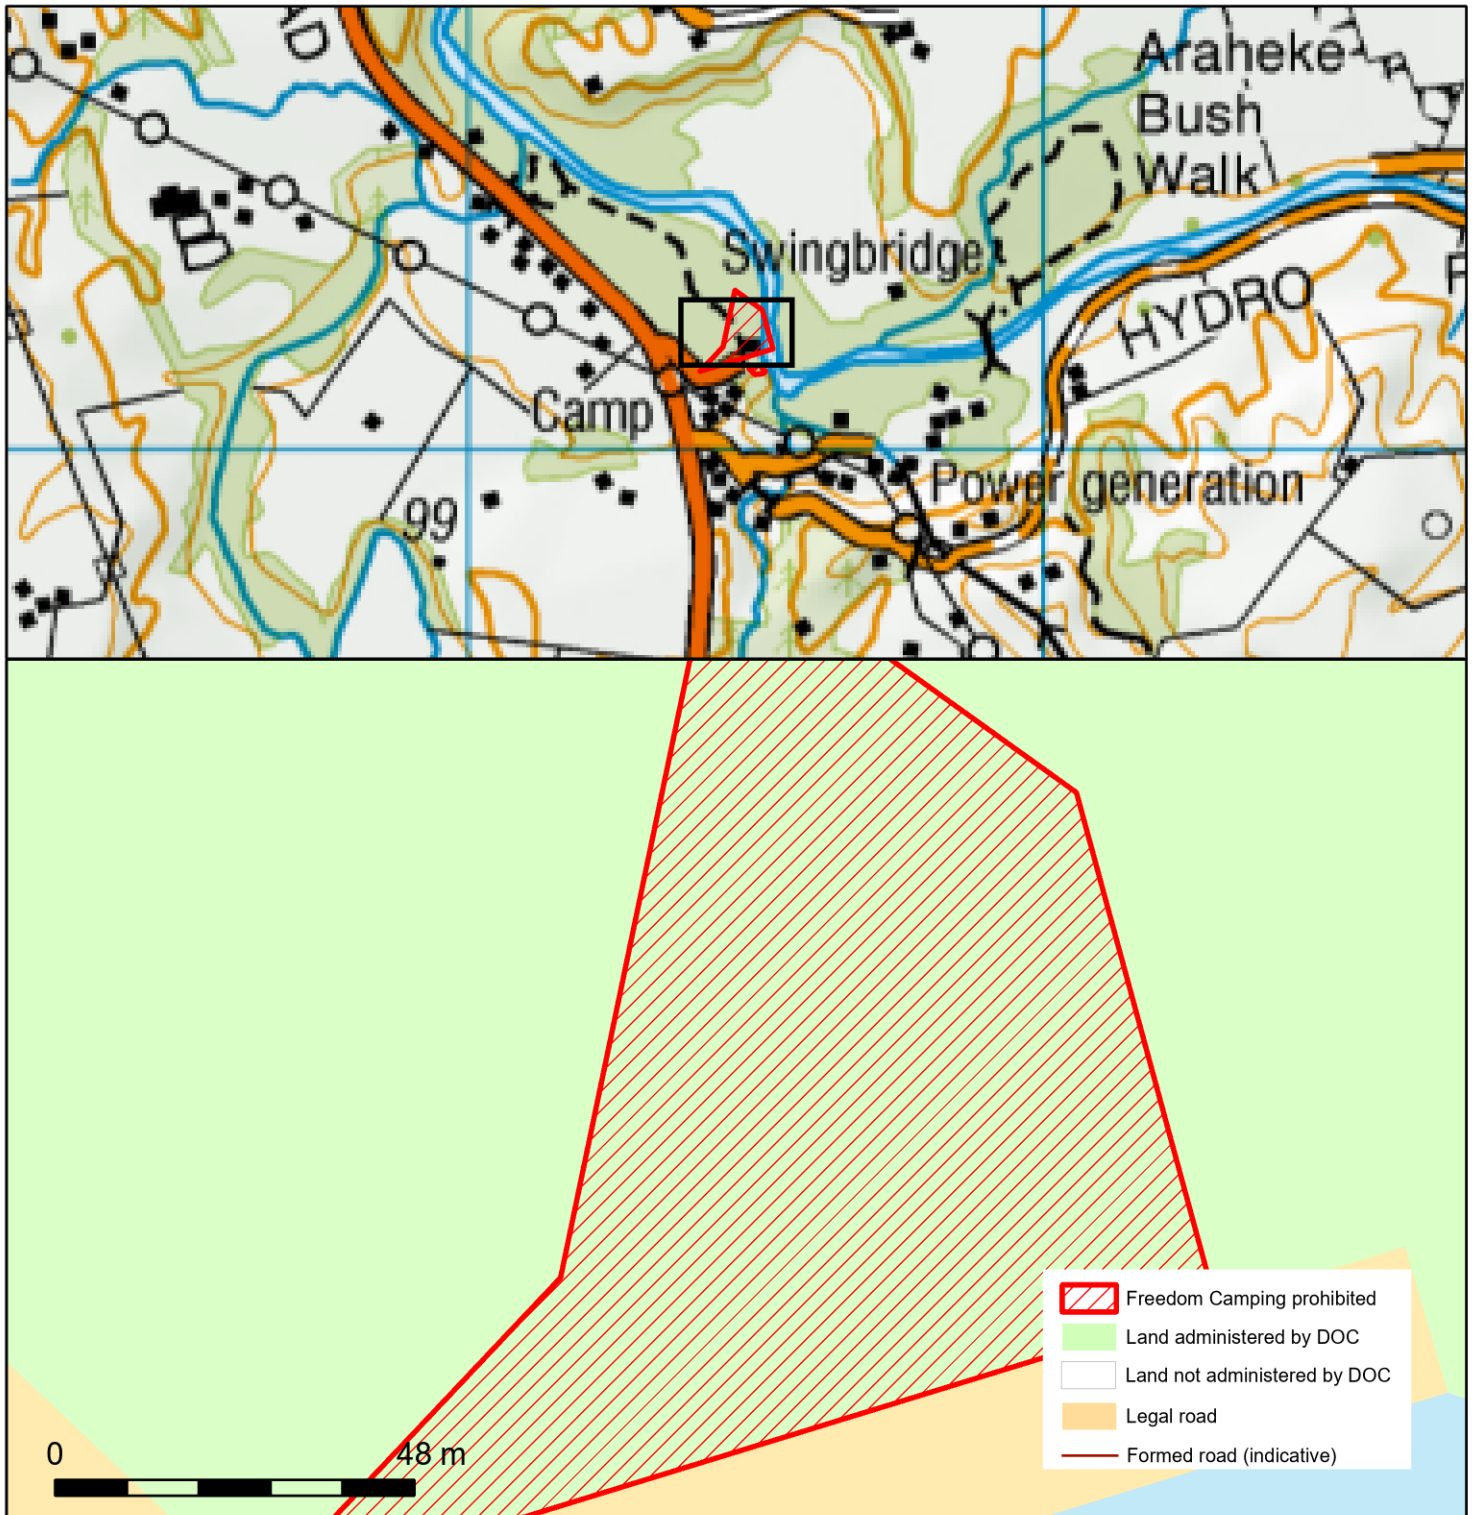 AD
Araheke
Bush
Walk
Swingbridge
HYDRO
Camp
99
Power generation
Freedom Camping prohibited
Land administered by DOC
Land not administered by DOC
Legal road
Formed road (indicative)
0 48 m